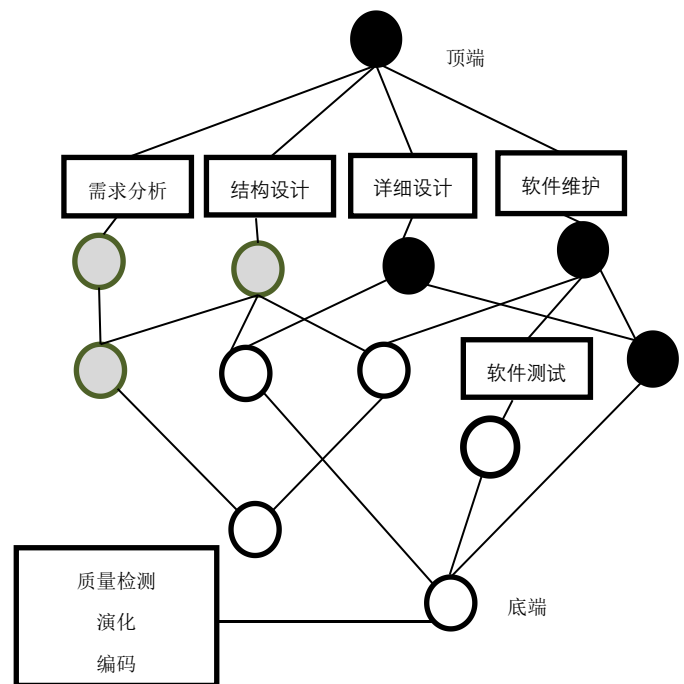 顶端
需求分析
结构设计
详细设计
软件维护
软件测试
质量检测
演化
编码
底端